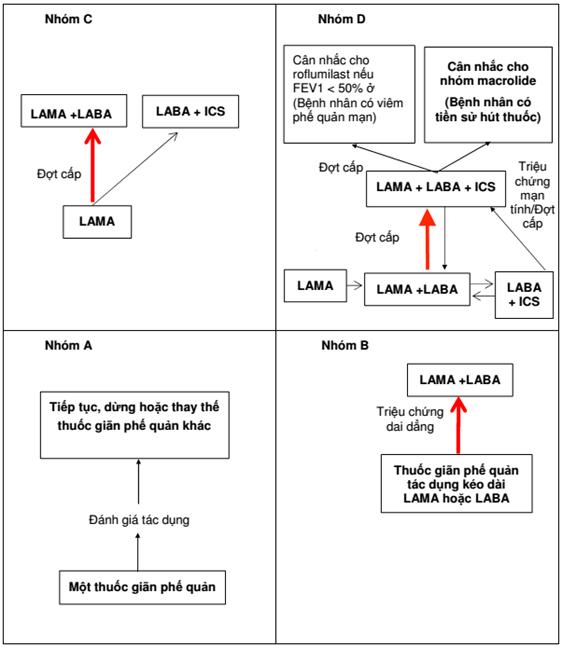 Nhóm C
LAMA +LABA
LABA + ICS
Đợt cấp
LAMA
Nhóm D
Cân nhắc cho
roflumilast nếu
FEV1 < 50% ở
(Bệnh nhân có viêm
phế quản mạn)
Cân nhắc cho
nhóm macrolide
(Bệnh nhân có
tiền sử hút thuốc)
Đợt cấp
Triệu
chứng
mạn
tính/Đợt
cấp
LAMA + LABA + ICS
Đợt cấp
LAMA
LAMA +LABA
LABA
+ ICS
Nhóm A
Tiếp tục, dừng hoặc thay thế
thuốc giãn phế quản khác
Đánh giá tác dụng
Một thuốc giãn phế quản
Nhóm B
LAMA +LABA
Triệu chứng
dai dẳng
Thuốc giãn phế quản
tác dụng kéo dài
LAMA hoặc LABA